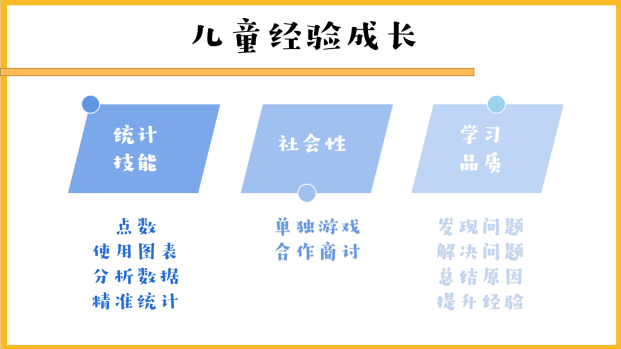 儿童经验成长
统计
技能
社会性
学习
品质
点数
使用图表
分析数据
精准统计
单独游戏
合作商讨
发现问题
解决问题
总结原因
提升经验